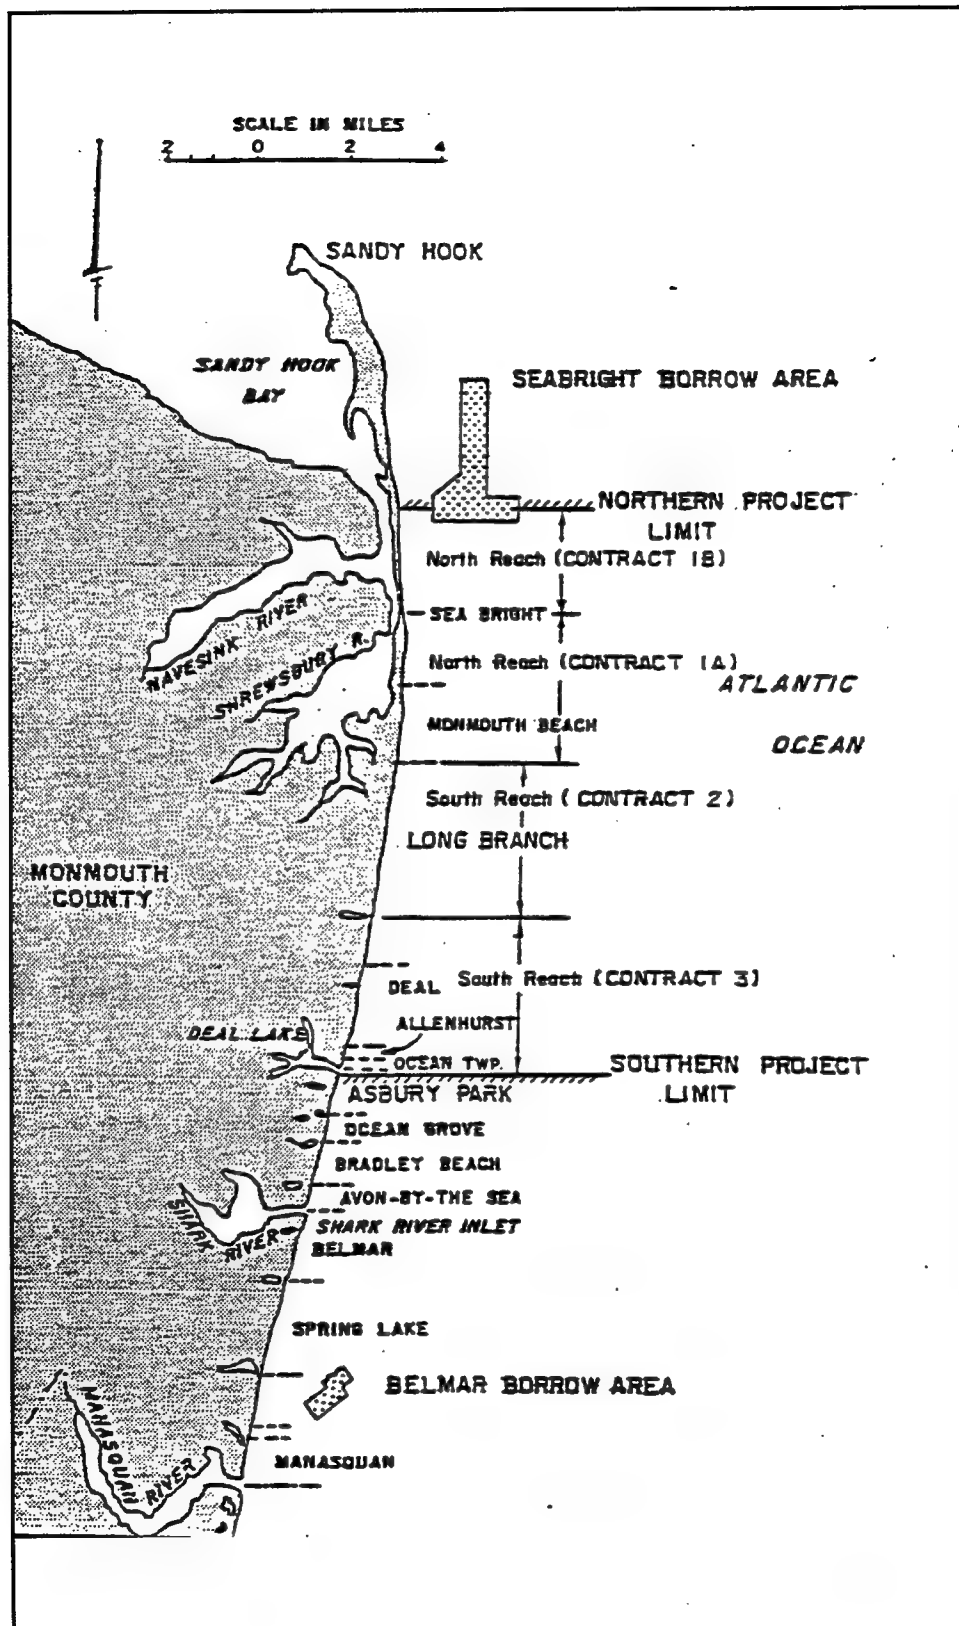 SCALE IN MILES
2 0 2 4
SANDY HOOK
SANDY HOOK
BAY
SEABRIGHT BORROW AREA
NORTHERN PROJECT
LIMIT
North Reach (CONTRACT 1B)
SEA BRIGHT
NAVESINK RIVER
SHREWSBURY R.
North Reach (CONTRACT 1A)
ATLANTIC
OCEAN
MONMOUTH BEACH
South Reach (CONTRACT 2)
LONG BRANCH
MONMOUTH
COUNTY
South Reach (CONTRACT 3)
DEAL
ALLENHURST
DEAL LAKE
OCEAN TWP.
SOUTHERN PROJECT
LIMIT
ASBURY PARK
OCEAN GROVE
BRADLEY BEACH
AVON-BY-THE SEA
SHARK RIVER INLET
SHARK RIVER
BELMAR
SPRING LAKE
BELMAR BORROW AREA
MANASQUAN RIVER
MANASQUAN